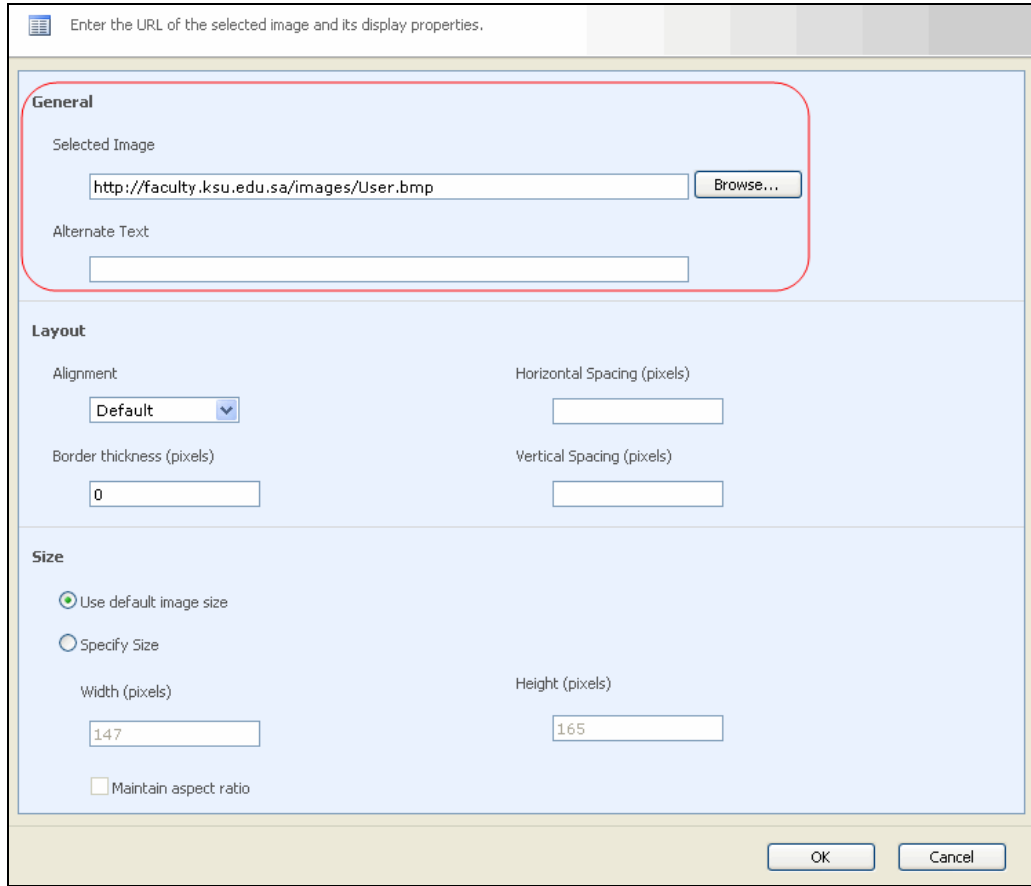 Enter the URL of the selected image and its display properties.
General
Selected Image
http://faculty.ksu.edu.sa/images/User.bmp
Browse...
Alternate Text
Layout
Alignment
Horizontal Spacing (pixels)
Default
Border thickness (pixels)
Vertical Spacing (pixels)
0
Size
Use default image size
Specify Size
Width (pixels)
Height (pixels)
147
165
Maintain aspect ratio
OK
Cancel